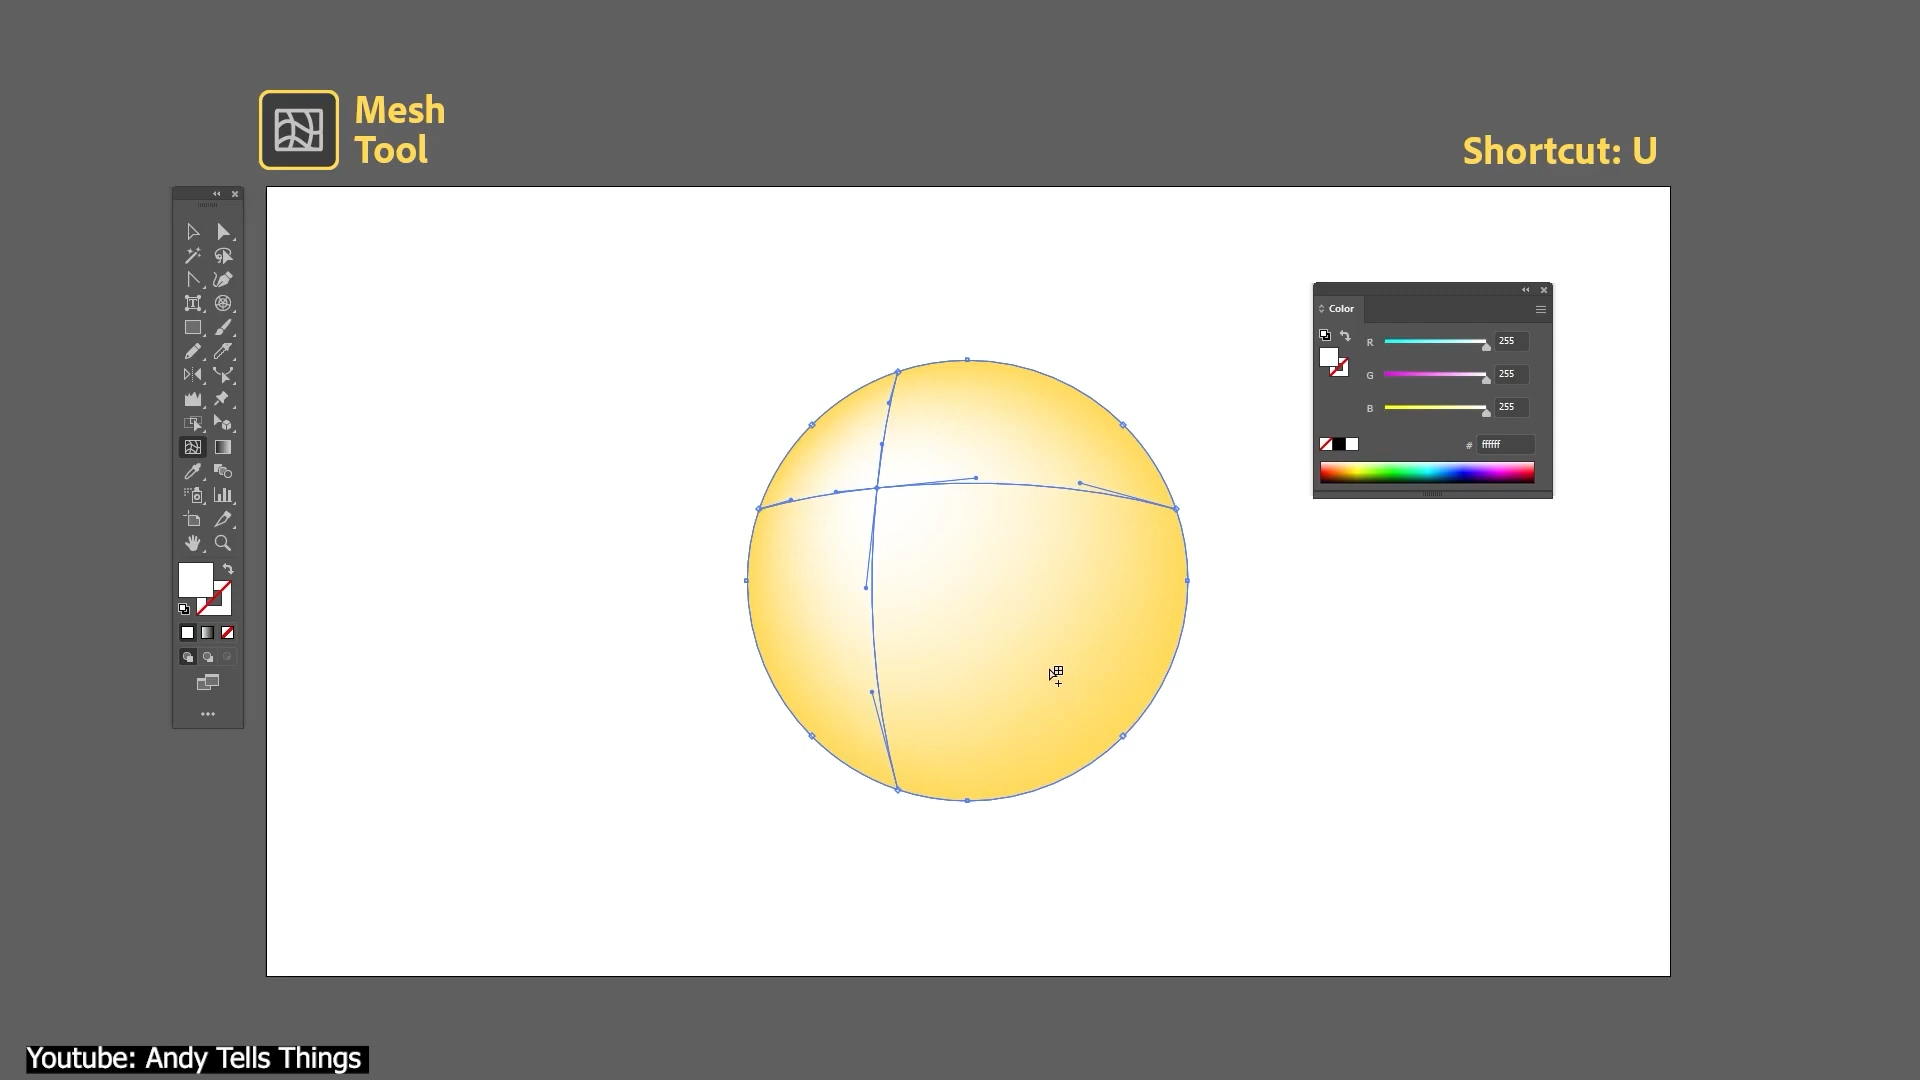 Mesh
Tool
Shortcut: U
Color
R 255
G 255
B 255
# ffffff
T
Youtube: Andy Tells Things